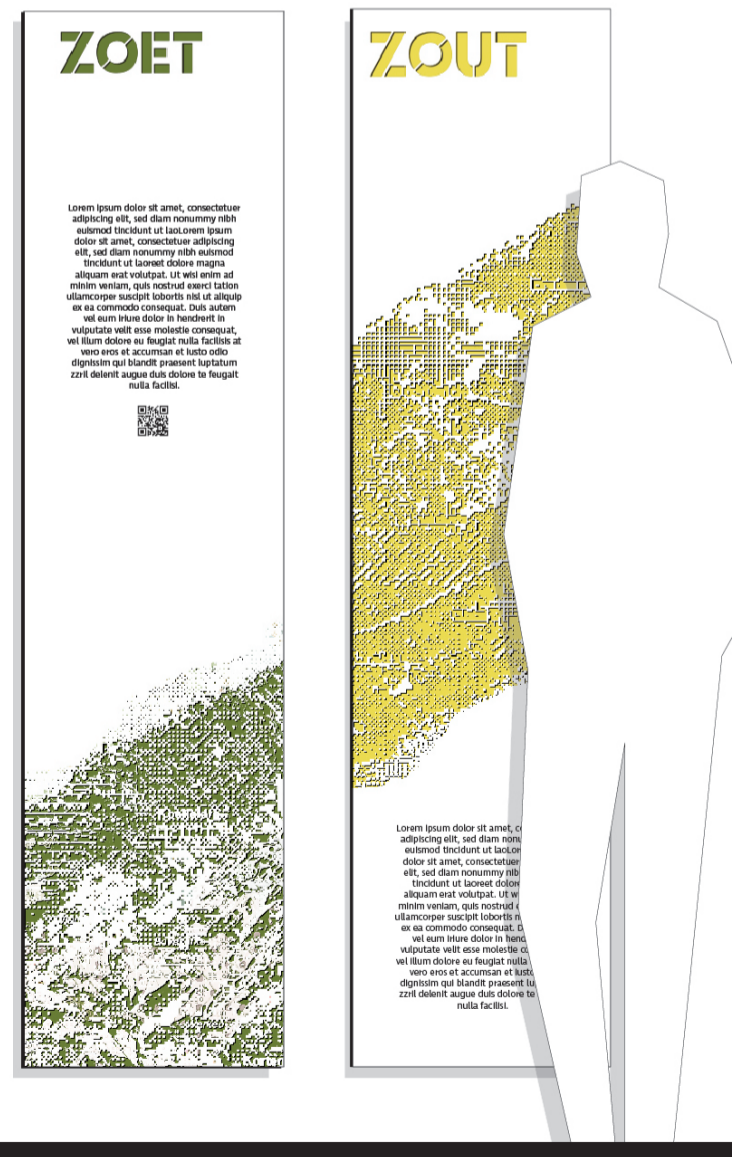 ZOET
Lorem ipsum dolor sit amet, consectetuer
adipiscing elit, sed diam nonummy nibh
euismod tincidunt ut laoLorem ipsum
dolor sit amet, consectetuer adipiscing
elit, sed diam nonummy nibh euismod
tincidunt ut laoreet dolore magna
aliquam erat volutpat. Ut wisi enim ad
minim veniam, quis nostrud exerci tation
ullamcorper suscipit lobortis nisl ut aliquip
ex ea commodo consequat. Duis autem
vel eum iriure dolor in hendrerit in
vulputate velit esse molestie consequat,
vel illum dolore eu feugiat nulla facilisis at
vero eros et accumsan et iusto odio
dignissim qui blandit praesent luptatum
zzril delenit augue duis dolore te feugait
nulla facilisi.
ZOUT
Lorem ipsum dolor sit amet,
adipiscing elit, sed diam
euismod tincidunt ut
dolor sit amet, consectetuer
elit, sed diam nonummy
tincidunt ut laoreet
aliquam erat volutpat. Ut
minim veniam, quis nostrud
ullamcorper suscipit lobortis
ex ea commodo consequat.
vel eum iriure dolor in
vulputate velit esse molestie
vel illum dolore eu feugiat nulla
vero eros et accumsan et
dignissim qui blandit praesent
zzril delenit augue duis dolore te
nulla facilisi.